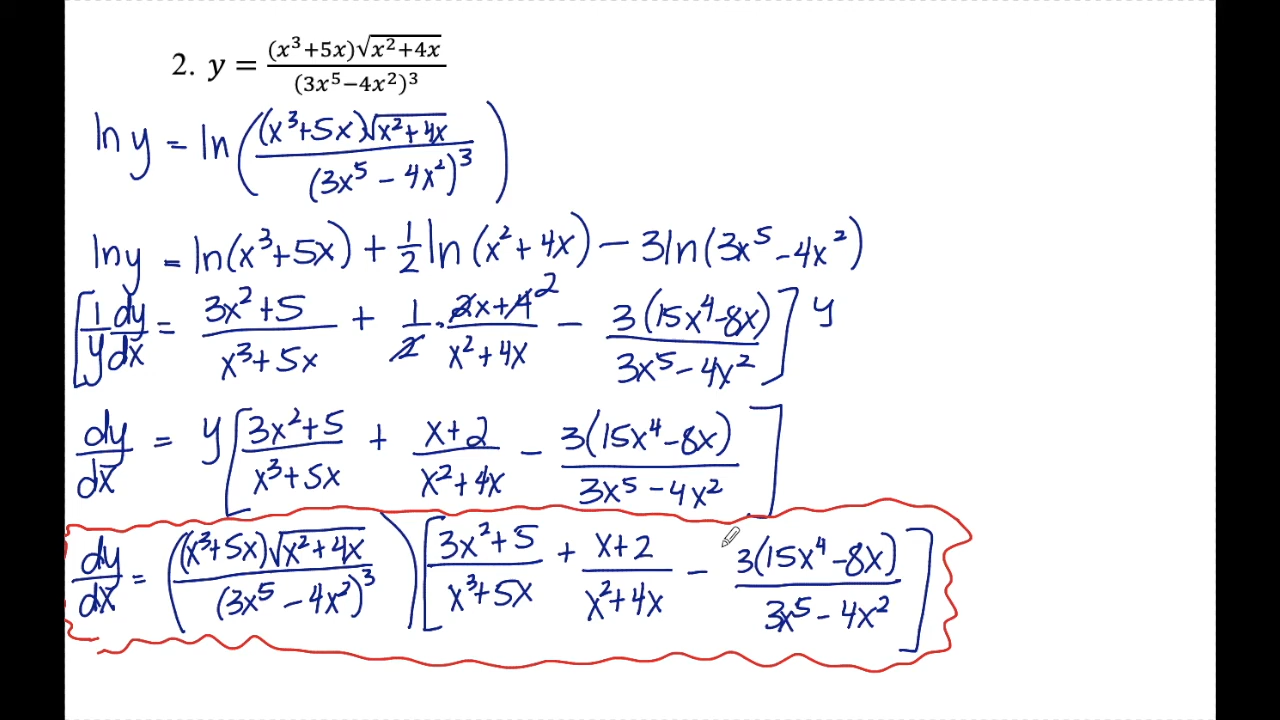 2. y = (x³+5x)√(x²+4x) / (3x⁵−4x²)³
ln y = ln( (x³+5x)√(x²+4x) / (3x⁵ − 4x²)³ )
ln y = ln(x³+5x) + 1/2 ln(x²+4x) − 3ln(3x⁵−4x²)
[ 1/y dy/dx = (3x²+5)/(x³+5x) + 1/2 · (2x+4 2)/(x²+4x) − 3(15x⁴−8x)/(3x⁵−4x²) ] y
dy/dx = y[ (3x²+5)/(x³+5x) + (x+2)/(x²+4x) − 3(15x⁴−8x)/(3x⁵−4x²) ]
dy/dx = ( (x³+5x)√(x²+4x) / (3x⁵−4x²)³ ) [ (3x²+5)/(x³+5x) + (x+2)/(x²+4x) − 3(15x⁴−8x)/(3x⁵−4x²) ]